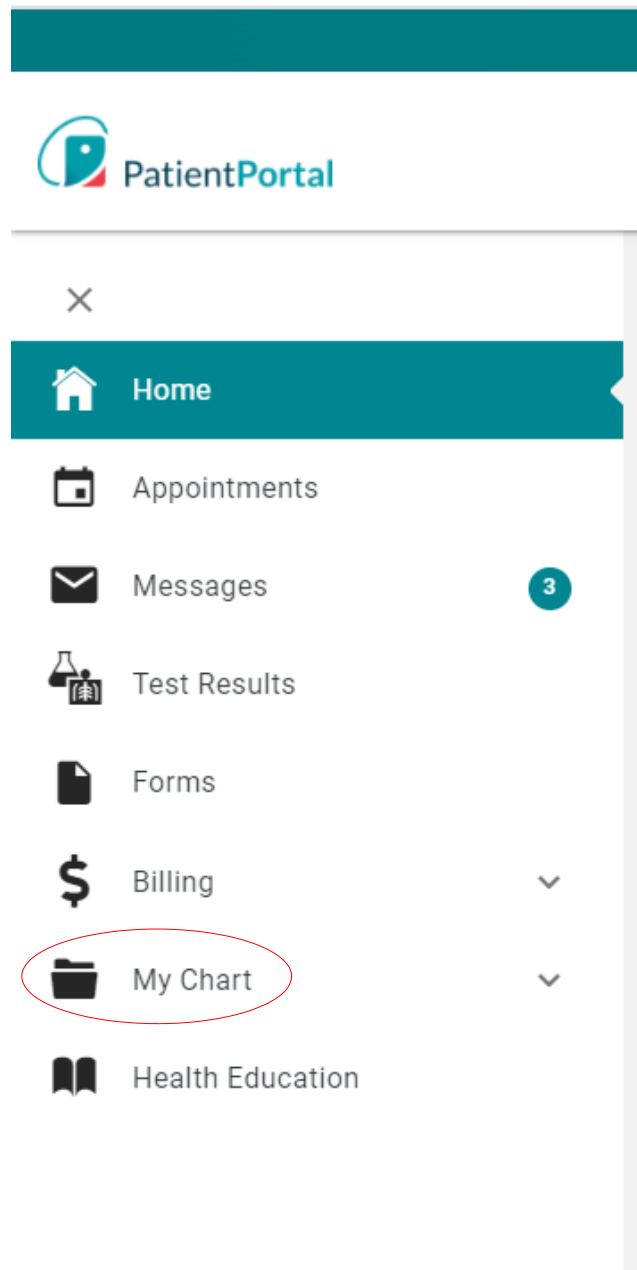 PatientPortal
Home
Appointments
Messages 3
Test Results
Forms
Billing
My Chart
Health Education